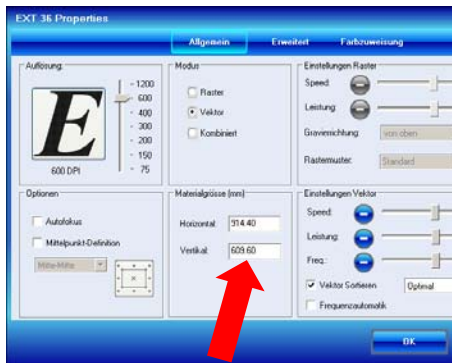 EXT 36 Properties
Allgemein Erweitert Farbzuweisung
Auflösung
1200
600
400
300
200
150
75
E
600 DPI
Modus
Raster
Vektor
Kombiniert
Einstellungen Raster
Speed:
Leistung:
Gravierrichtung: von oben
Rastermuster: Standard
Optionen
Autofokus
Mittelpunkt-Definition
Mitte-Mitte
Materialgrösse (mm)
Horizontal: 914.40
Vertikal: 609.60
Einstellungen Vektor
Speed:
Leistung:
Freq.:
Vektor Sortieren Optimal
Frequenzautomatik
OK